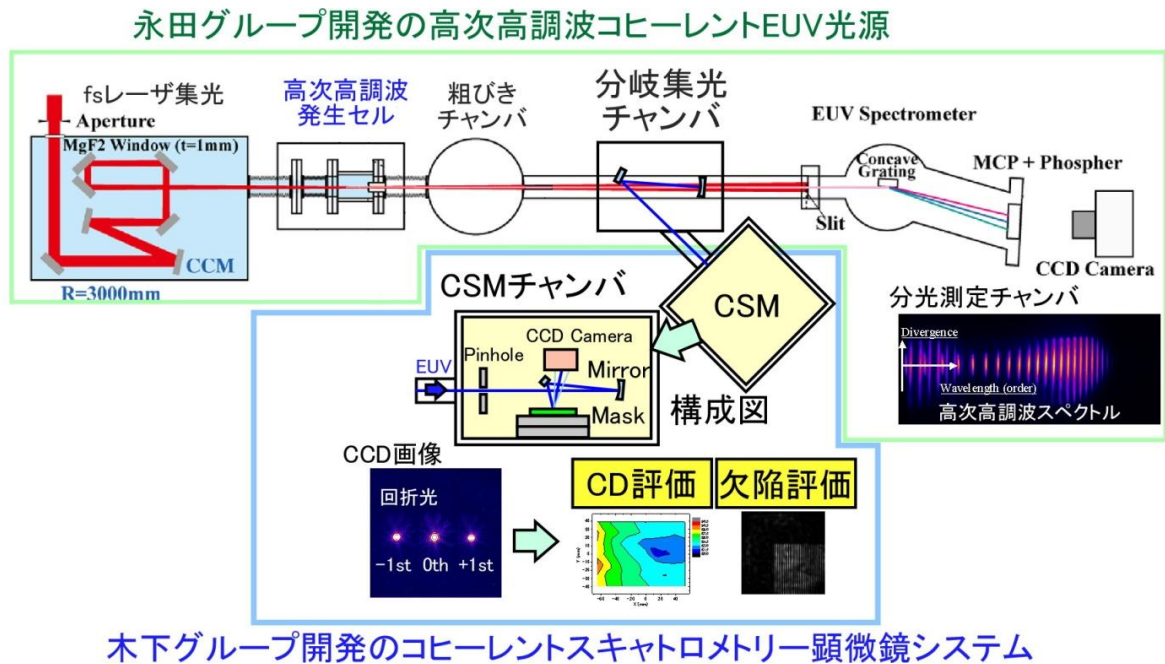 永田グループ開発の高次高調波コヒーレントEUV光源
fsレーザ集光
Aperture
MgF2 Window (t=1mm)
CCM
R=3000mm
高次高調波
発生セル
粗びき
チャンバ
分岐集光
チャンバ
EUV Spectrometer
Concave
Grating
MCP + Phospher
Slit
CCD Camera
分光測定チャンバ
Divergence
Wavelength (order)
高次高調波スペクトル
CSM
CSMチャンバ
CCD Camera
Pinhole
EUV
Mirror
Mask
構成図
CCD画像
回折光
-1st 0th +1st
CD評価
欠陥評価
X (mm)
木下グループ開発のコヒーレントスキャトロメトリー顕微鏡システム